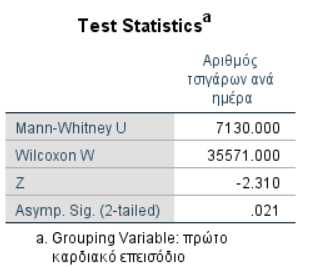 Test Statisticsa
Αριθμός
τσιγάρων ανά
ημέρα
Mann-Whitney U 7130.000
Wilcoxon W 35571.000
Z -2.310
Asymp. Sig. (2-tailed) .021
a. Grouping Variable: πρώτο
καρδιακό επεισόδιο